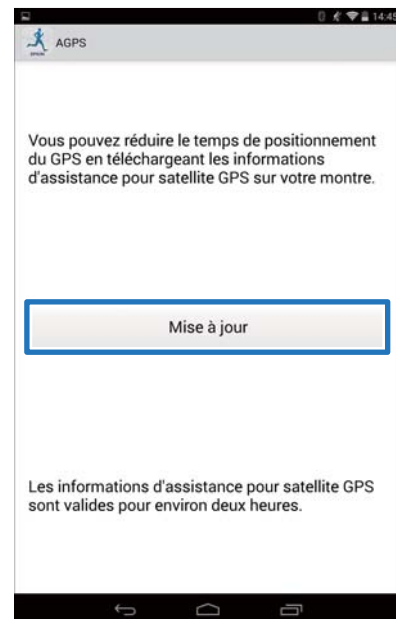 14:45
AGPS
Vous pouvez réduire le temps de positionnement
du GPS en téléchargeant les informations
d'assistance pour satellite GPS sur votre montre.
Mise à jour
Les informations d'assistance pour satellite GPS
sont valides pour environ deux heures.